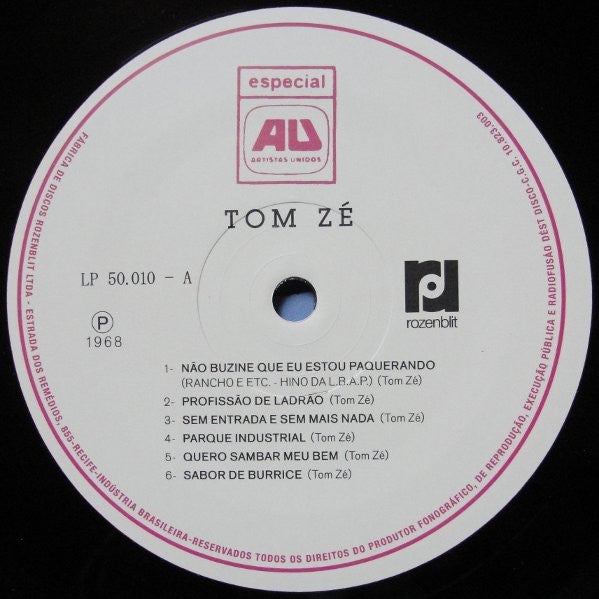 especial
AU
ARTISTAS UNIDOS
TOM ZÉ
LP 50.010 - A
rozenblit
P
1968
1- NÃO BUZINE QUE EU ESTOU PAQUERANDO
(RANCHO E ETC. - HINO DA L.B.A.P.) (Tom Zé)
2- PROFISSÃO DE LADRÃO (Tom Zé)
3- SEM ENTRADA E SEM MAIS NADA (Tom Zé)
4- PARQUE INDUSTRIAL (Tom Zé)
5- QUERO SAMBAR MEU BEM (Tom Zé)
6- SABOR DE BURRICE (Tom Zé)
FÁBRICA DE DISCOS ROZENBLIT LTDA - ESTRADA DOS REMÉDIOS, 855-RECIFE-INDÚSTRIA BRASILEIRA-RESERVADOS TODOS OS DIREITOS DO PRODUTOR FONOGRÁFICO, DE REPRODUÇÃO, EXECUÇÃO PÚBLICA E RADIOFUSÃO DEST DISCO-C.G.C. 10.823.003